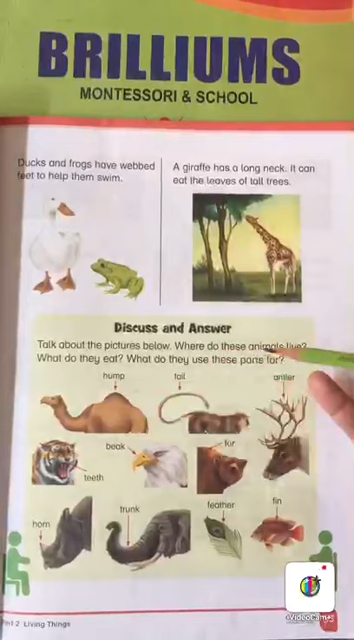 BRILLIUMS
MONTESSORI & SCHOOL
Ducks and frogs have webbed
feet to help them swim.
A giraffe has a long neck. It can
eat the leaves of tall trees.
Discuss and Answer
Talk about the pictures below. Where do these animals live?
What do they eat? What do they use these parts for?
hump
tail
antler
beak
fur
teeth
horn
trunk
feather
fin
2 Living Things
VideoCam